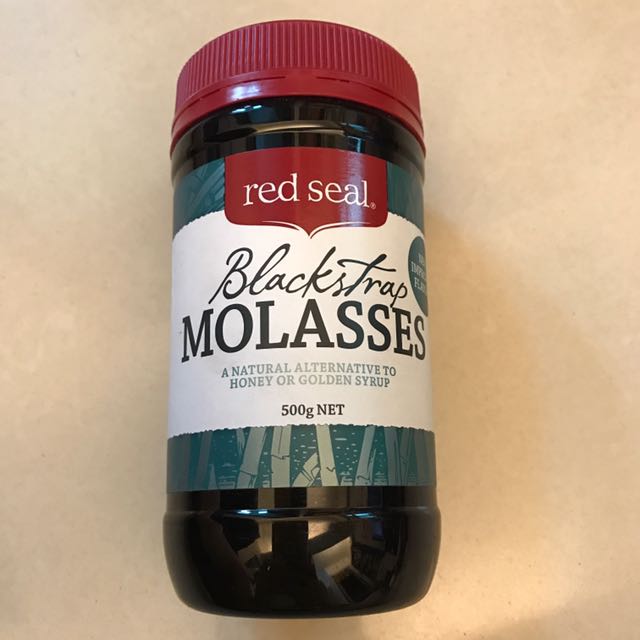 red seal®
Blackstrap
MOLASSES
A NATURAL ALTERNATIVE TO
HONEY OR GOLDEN SYRUP
500g NET